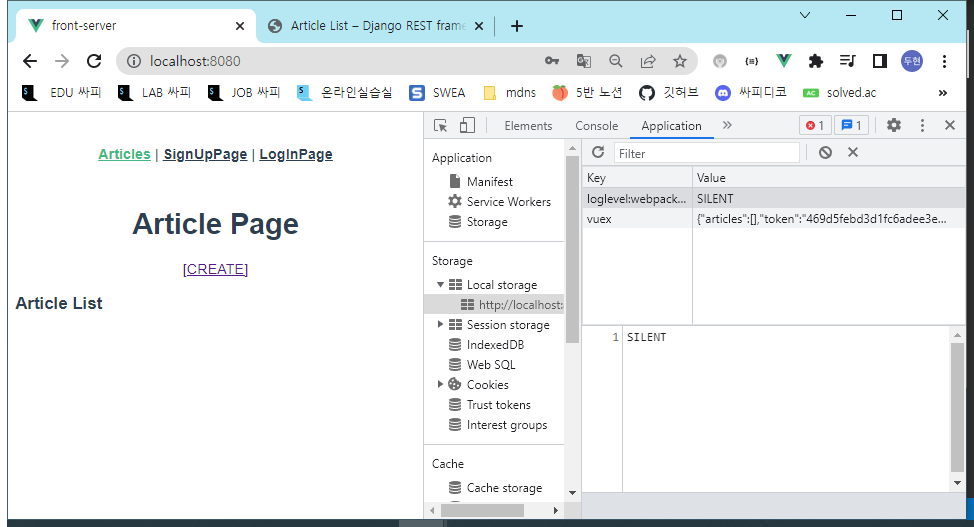 front-server
Article List – Django REST frame
localhost:8080
두현
EDU 싸피
LAB 싸피
JOB 싸피
온라인실습실
SWEA
mdns
5반 노션
깃허브
싸피디코
solved.ac
»
Articles | SignUpPage | LogInPage
Article Page
[CREATE]
Article List
Elements
Console
Application
»
1
1
Application
Manifest
Service Workers
Storage
Storage
Local storage
http://localhost:
Session storage
IndexedDB
Web SQL
Cookies
Trust tokens
Interest groups
Cache
Cache storage
Filter
Key Value
loglevel:webpack... SILENT
vuex {"articles":[],"token":"469d5febd3d1fc6adee3e...
1 SILENT